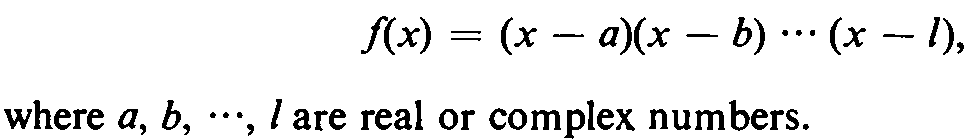 f(x) = (x − a)(x − b) ⋯ (x − l),
where a, b, ⋯, l are real or complex numbers.